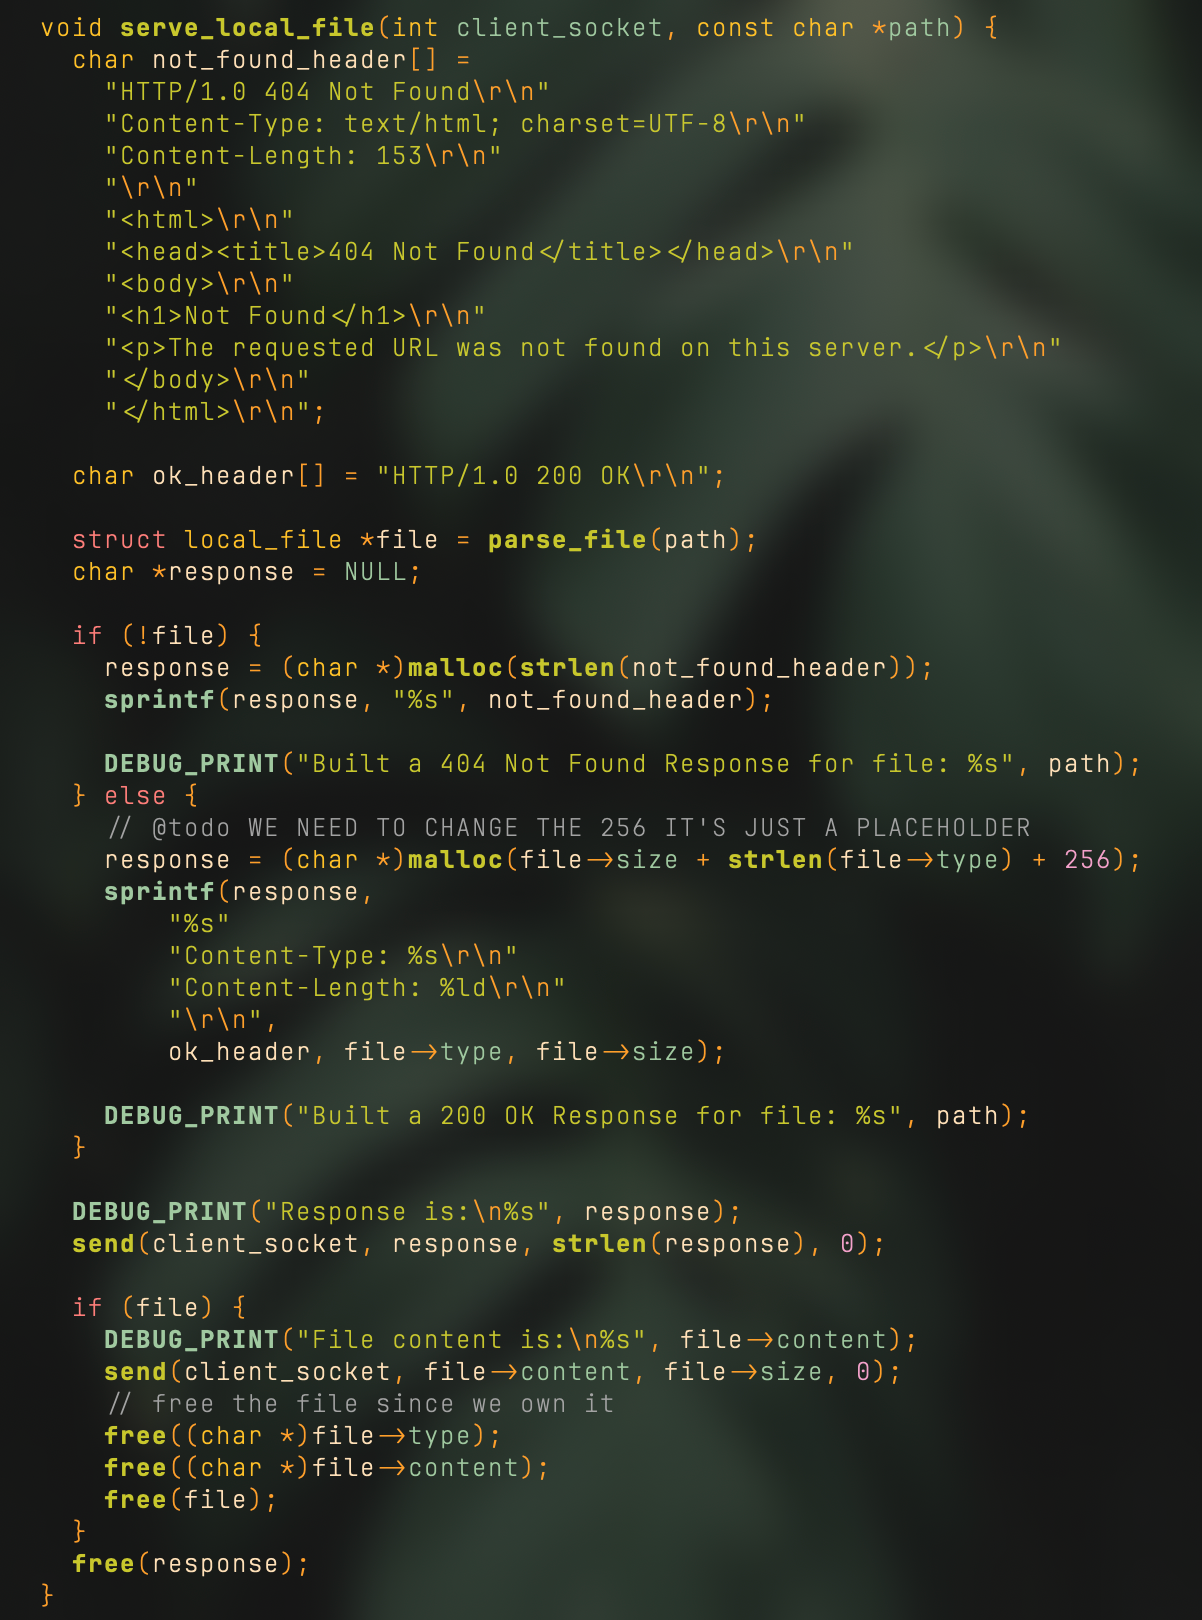 void serve_local_file(int client_socket, const char *path) {
  char not_found_header[] =
    "HTTP/1.0 404 Not Found\r\n"
    "Content-Type: text/html; charset=UTF-8\r\n"
    "Content-Length: 153\r\n"
    "\r\n"
    "<html>\r\n"
    "<head><title>404 Not Found</title></head>\r\n"
    "<body>\r\n"
    "<h1>Not Found</h1>\r\n"
    "<p>The requested URL was not found on this server.</p>\r\n"
    "</body>\r\n"
    "</html>\r\n";

  char ok_header[] = "HTTP/1.0 200 OK\r\n";

  struct local_file *file = parse_file(path);
  char *response = NULL;

  if (!file) {
    response = (char *)malloc(strlen(not_found_header));
    sprintf(response, "%s", not_found_header);

    DEBUG_PRINT("Built a 404 Not Found Response for file: %s", path);
  } else {
    // @todo WE NEED TO CHANGE THE 256 IT'S JUST A PLACEHOLDER
    response = (char *)malloc(file->size + strlen(file->type) + 256);
    sprintf(response,
        "%s"
        "Content-Type: %s\r\n"
        "Content-Length: %ld\r\n"
        "\r\n",
        ok_header, file->type, file->size);

    DEBUG_PRINT("Built a 200 OK Response for file: %s", path);
  }

  DEBUG_PRINT("Response is:\n%s", response);
  send(client_socket, response, strlen(response), 0);

  if (file) {
    DEBUG_PRINT("File content is:\n%s", file->content);
    send(client_socket, file->content, file->size, 0);
    // free the file since we own it
    free((char *)file->type);
    free((char *)file->content);
    free(file);
  }
  free(response);
}